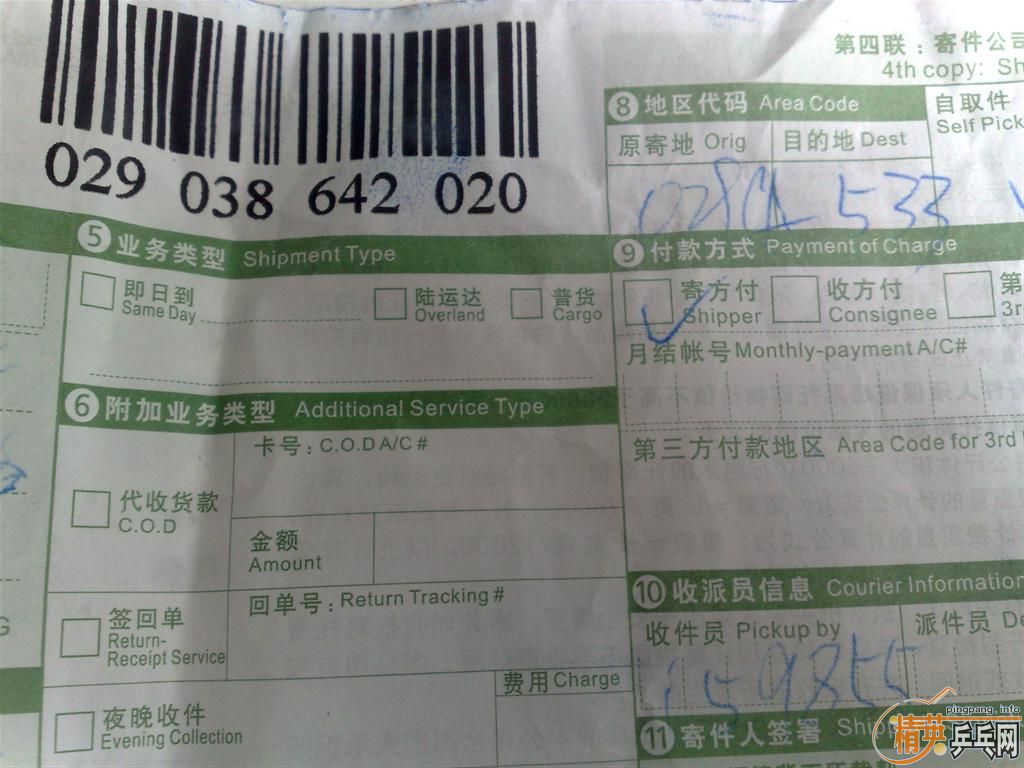 029 038 642 020
第四联：寄件公司
4th copy: Sh
⑧ 地区代码 Area Code
自取件
Self Pick
原寄地 Orig 目的地 Dest
533
⑤ 业务类型 Shipment Type
即日到
Same Day
陆运达
Overland
普货
Cargo
⑨ 付款方式 Payment of Charge
寄方付
Shipper
收方付
Consignee
第
3r
月结帐号 Monthly-payment A/C#
第三方付款地区 Area Code for 3rd
⑥ 附加业务类型 Additional Service Type
代收货款
C.O.D
卡号：C.O.D A/C #
金额
Amount
签回单
Return-
Receipt Service
回单号：Return Tracking #
费用 Charge
夜晚收件
Evening Collection
⑩ 收派员信息 Courier Information
收件员 Pickup by
派件员 De
159855
⑪ 寄件人签署 Ship
pingpang.info
精英乒乓网